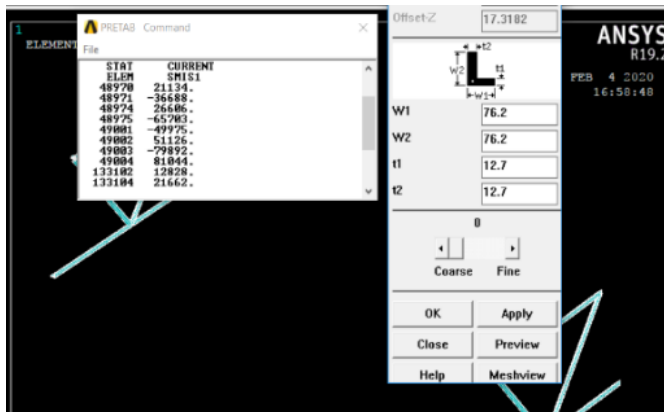 1
ELEMENT
PRETAB Command
File
STAT CURRENT
ELEM SMIS1
48970 21134.
48971 -36688.
48974 26606.
48975 -65703.
49001 -49975.
49002 51126.
49003 -79892.
49004 81044.
133102 12828.
133104 21662.
Offset-Z 17.3182
t2
W2
t1
W1
W1 76.2
W2 76.2
t1 12.7
t2 12.7
0
Coarse Fine
OK Apply
Close Preview
Help Meshview
ANSYS
R19.2
FEB 4 2020
16:58:48